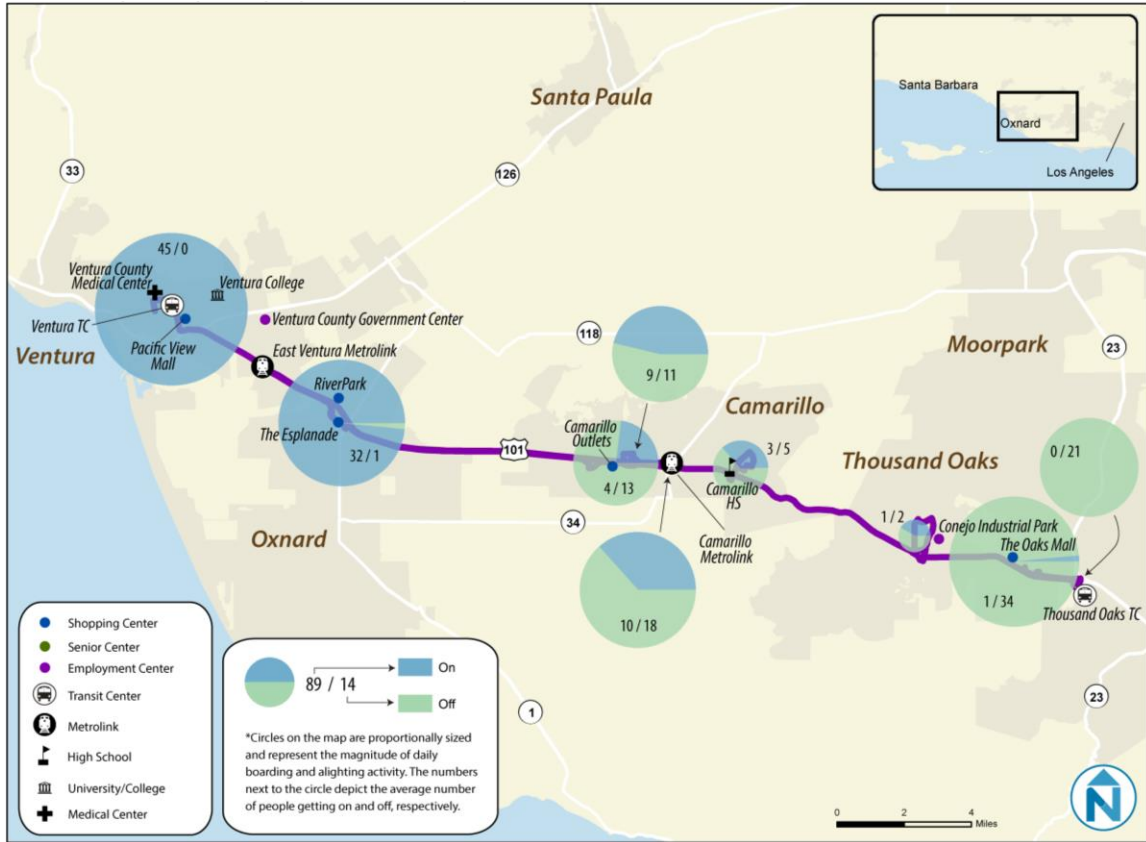 Santa Barbara
Oxnard
Los Angeles
Santa Paula
33
126
45 / 0
Ventura County
Medical Center
Ventura College
Ventura TC
Ventura County Government Center
Pacific View
Mall
Ventura
East Ventura Metrolink
118
Moorpark
23
9 / 11
RiverPark
The Esplanade
32 / 1
Camarillo
Camarillo
Outlets
101
4 / 13
3 / 5
Camarillo
HS
Thousand Oaks
0 / 21
1 / 2
Conejo Industrial Park
The Oaks Mall
34
Camarillo
Metrolink
Oxnard
10 / 18
1 / 34
Thousand Oaks TC
Shopping Center
Senior Center
Employment Center
Transit Center
Metrolink
High School
University/College
Medical Center
89 / 14
On
Off
*Circles on the map are proportionally sized
and represent the magnitude of daily
boarding and alighting activity. The numbers
next to the circle depict the average number
of people getting on and off, respectively.
1
23
0 2 4
Miles
N